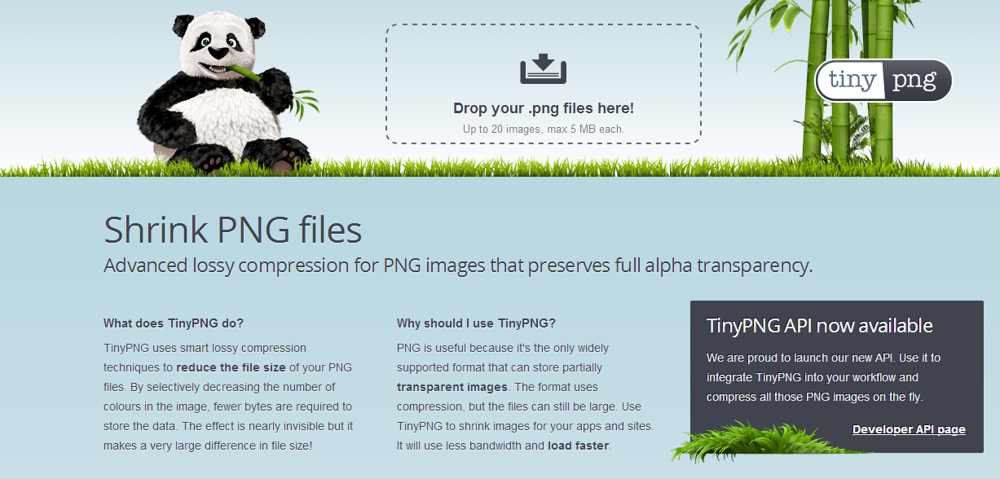 Drop your .png files here!
Up to 20 images, max 5 MB each.
tiny png
Shrink PNG files
Advanced lossy compression for PNG images that preserves full alpha transparency.
What does TinyPNG do?
TinyPNG uses smart lossy compression
techniques to reduce the file size of your PNG
files. By selectively decreasing the number of
colours in the image, fewer bytes are required to
store the data. The effect is nearly invisible but it
makes a very large difference in file size!
Why should I use TinyPNG?
PNG is useful because it's the only widely
supported format that can store partially
transparent images. The format uses
compression, but the files can still be large. Use
TinyPNG to shrink images for your apps and sites.
It will use less bandwidth and load faster.
TinyPNG API now available
We are proud to launch our new API. Use it to
integrate TinyPNG into your workflow and
compress all those PNG images on the fly.
Developer API page